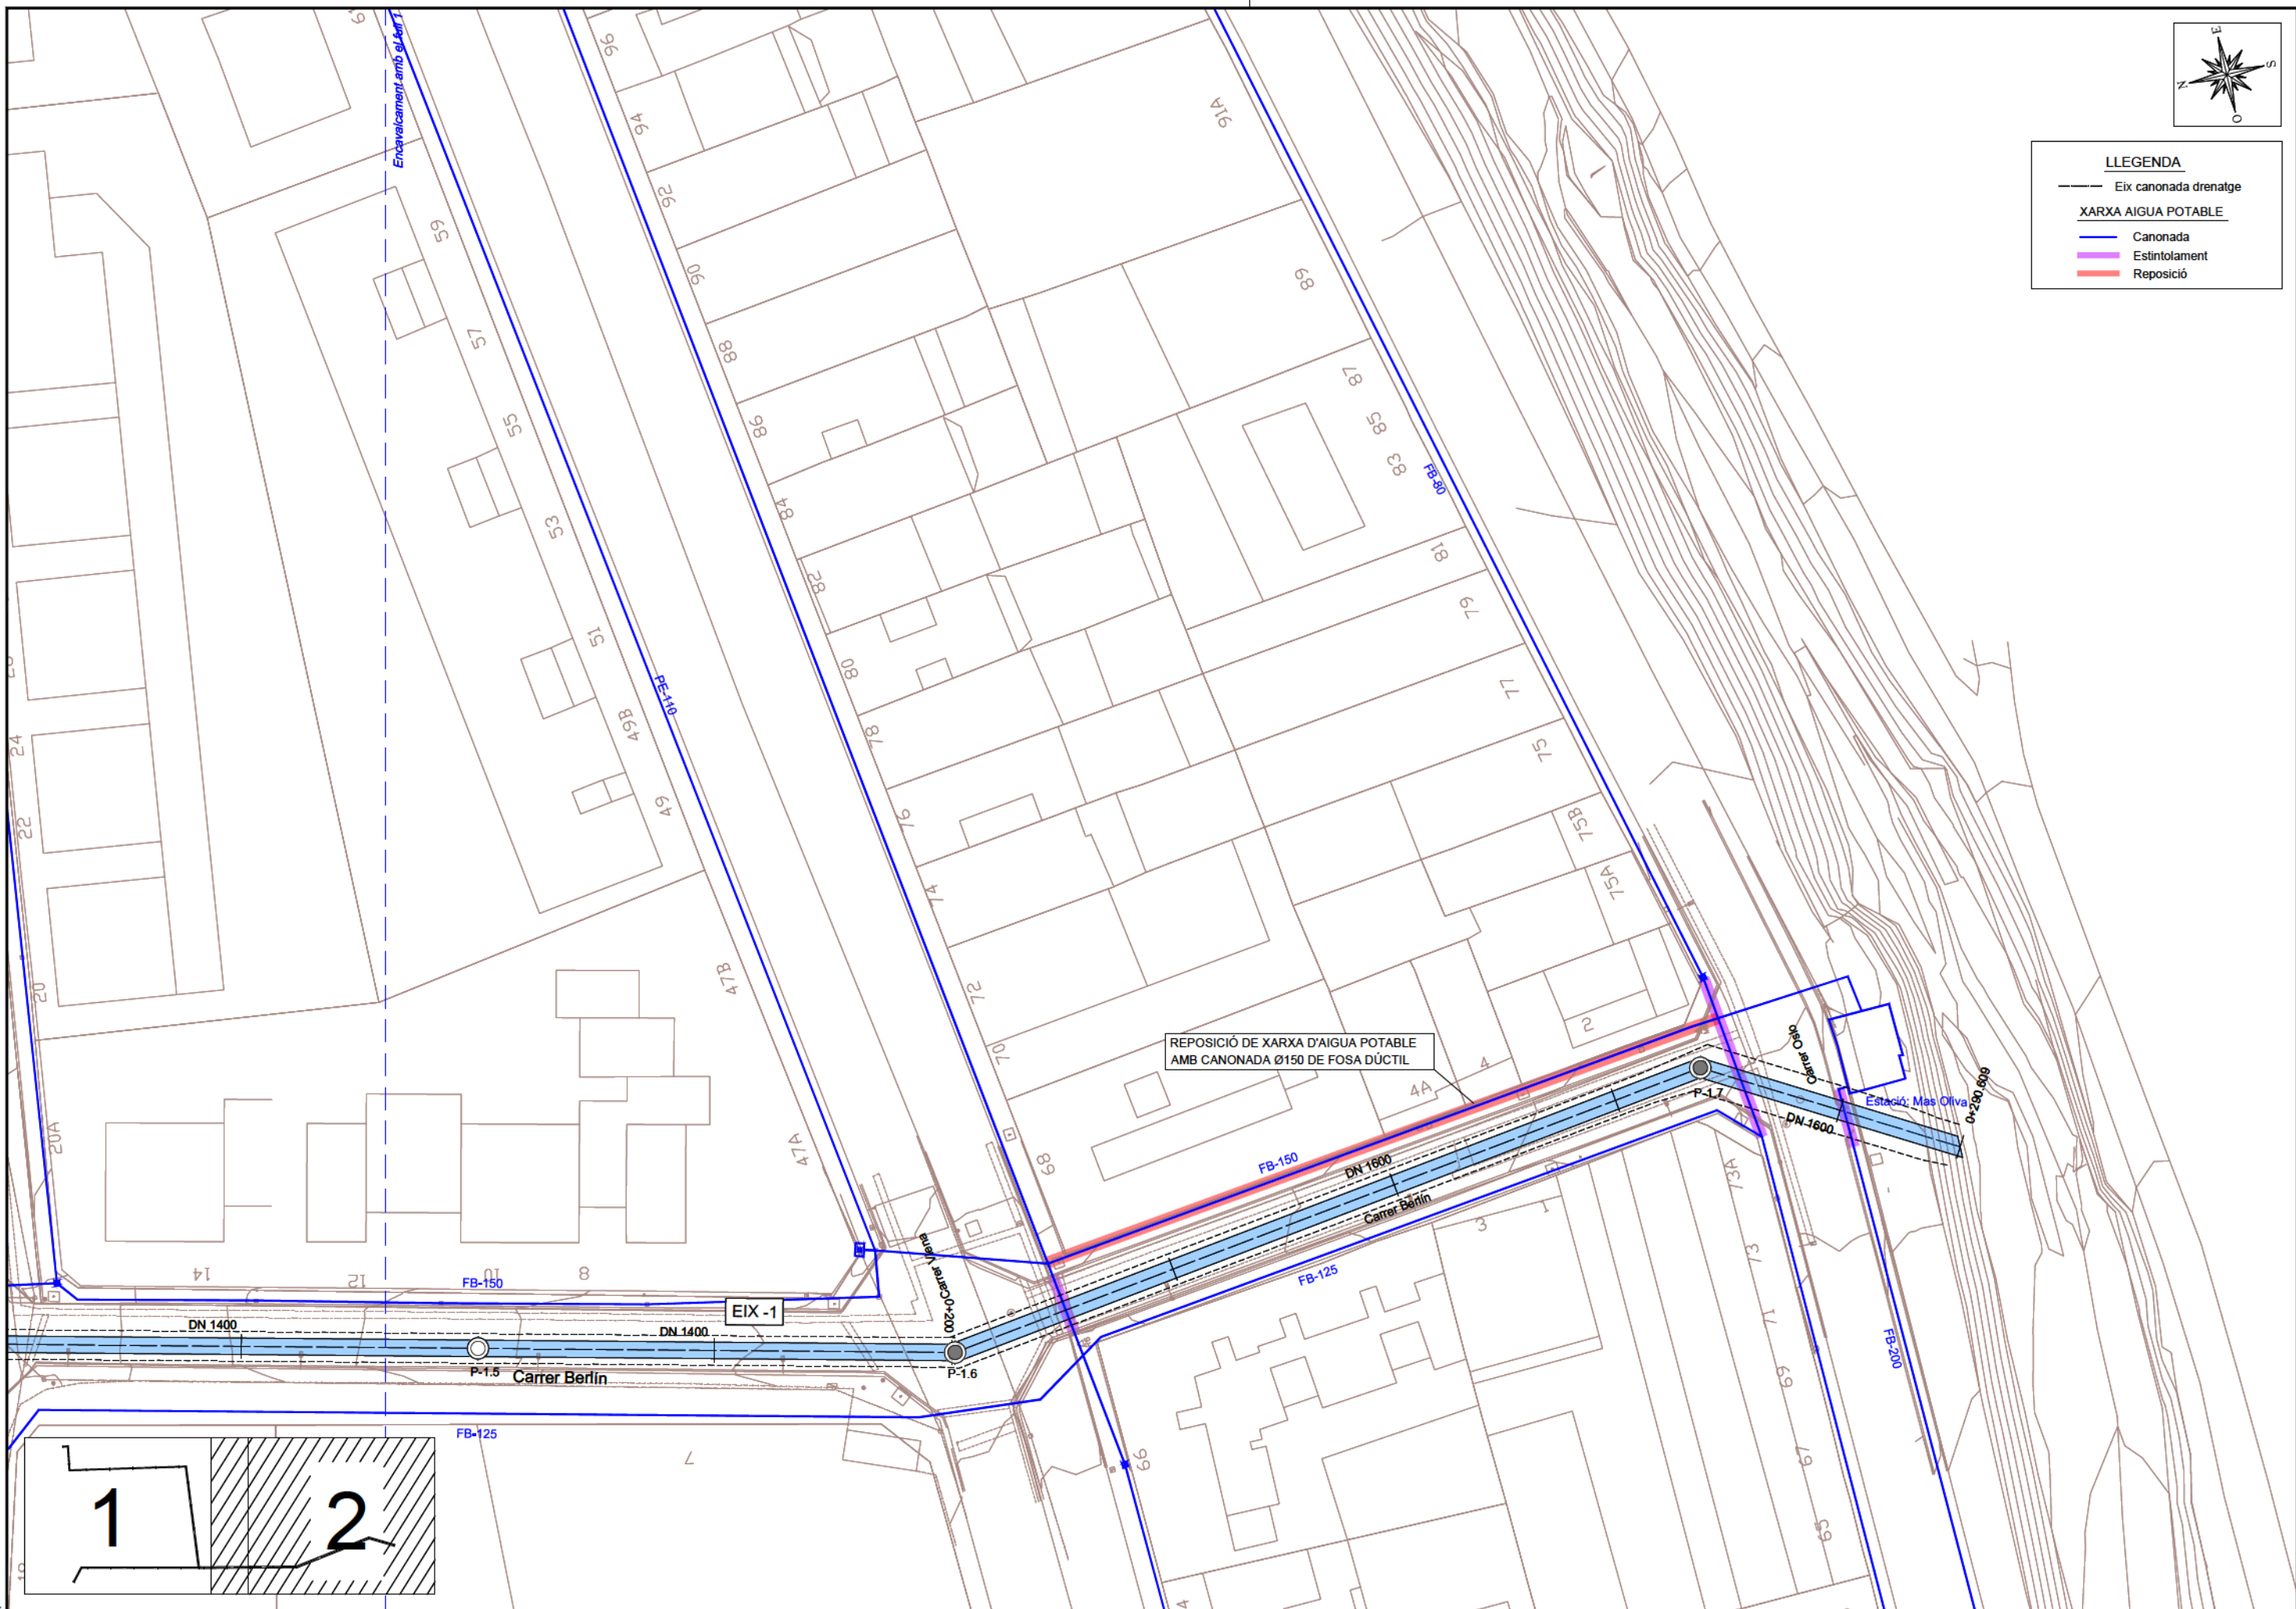 Encavalcament amb el full 1
E
S
N
O
LLEGENDA
Eix canonada drenatge
XARXA AIGUA POTABLE
Canonada
Estintolament
Reposició
96
94
92
90
88
86
84
82
80
78
76
74
72
70
68
66
59
57
55
53
51
49B
49
47B
47A
91A
89
87
85
83
81
79
77
75
75B
75A
2
4
4A
24
22
20
20A
14
12
10
8
7
3
1
73A
73
71
69
67
65
PE-110
FB-80
REPOSICIÓ DE XARXA D'AIGUA POTABLE
AMB CANONADA Ø150 DE FOSA DÚCTIL
Carrer Oslo
Estació: Mas Oliva
0+290.609
P-1.7
DN 1600
FB-150
DN 1600
Carrer Berlín
FB-125
FB-200
Carrer Viena
0+200
FB-150
EIX -1
DN 1400
DN 1400
P-1.5
Carrer Berlín
P-1.6
FB-125
1
2